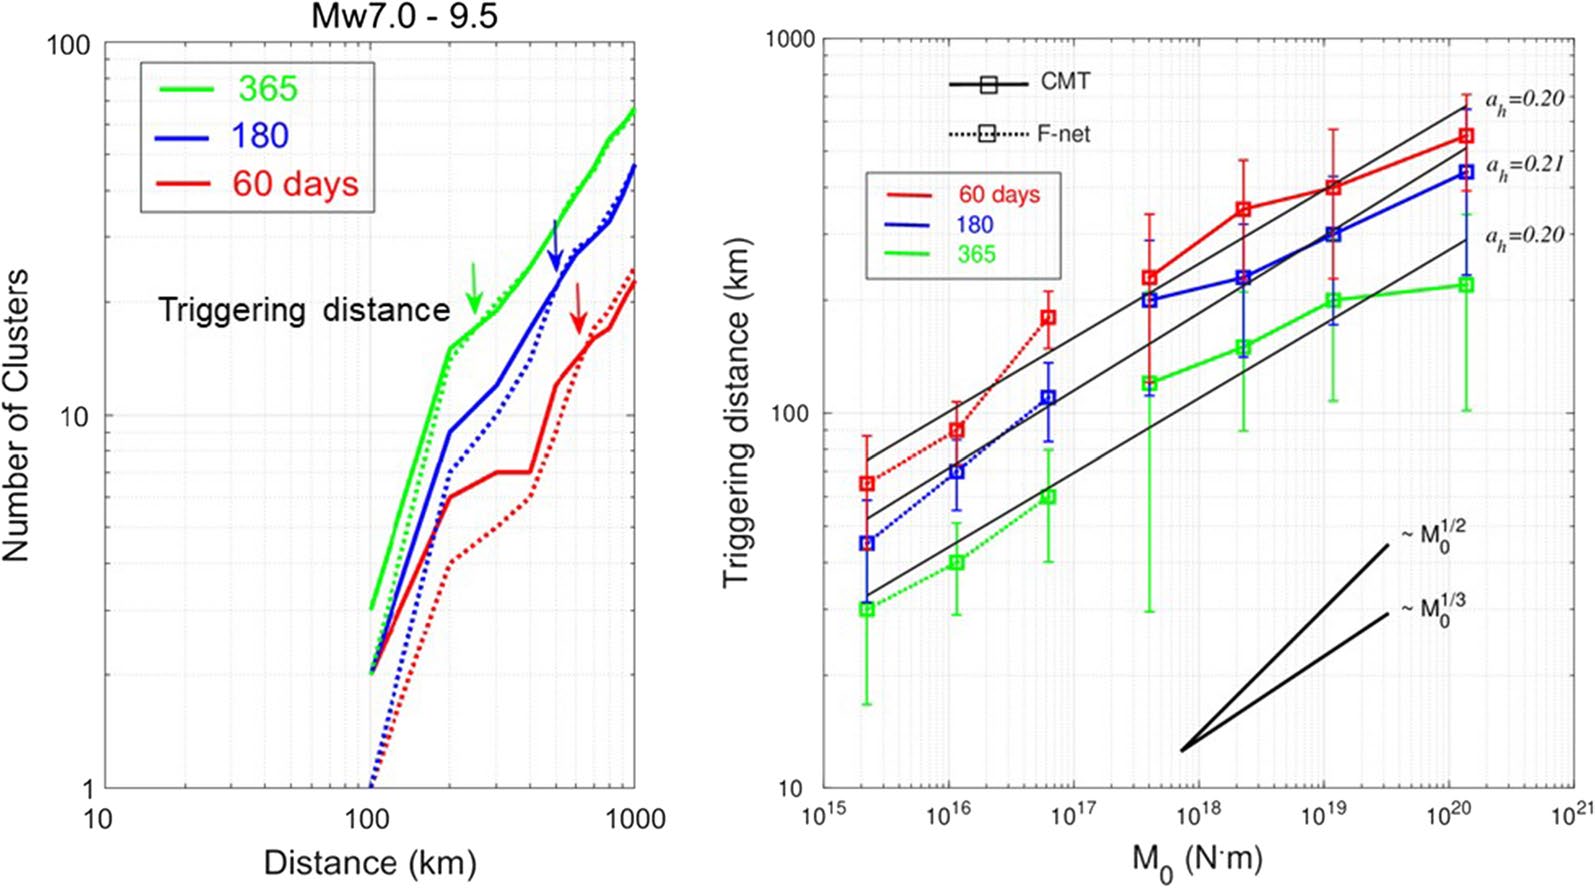 Mw7.0 - 9.5
100
10
1
10
100
1000
Number of Clusters
Distance (km)
365
180
60 days
Triggering distance
1000
100
10
10^15
10^16
10^17
10^18
10^19
10^20
10^21
Triggering distance (km)
M_0 (N·m)
CMT
F-net
60 days
180
365
a_h=0.20
a_h=0.21
a_h=0.20
~ M_0^1/2
~ M_0^1/3